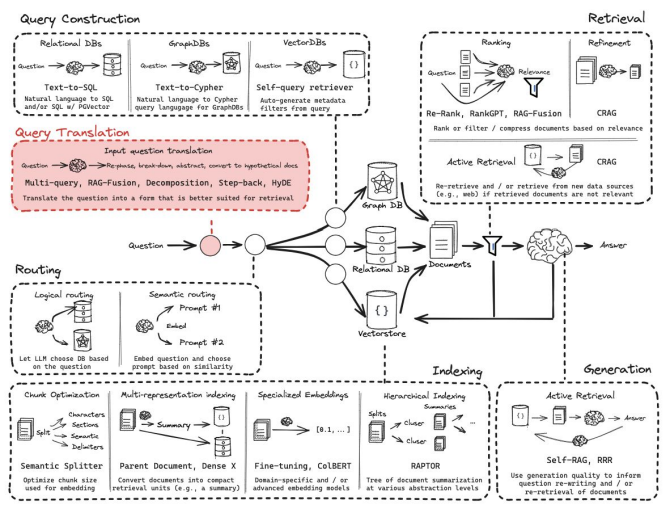 Query Construction
Relational DBs
Question
Text-to-SQL
Natural language to SQL
and/or SQL w/ PGVector
GraphDBs
Question
Text-to-Cypher
Natural language to Cypher
query langugage for GraphDBs
VectorDBs
Question
{}
Self-query retriever
Auto-generate metadata
filters from query
Retrieval
Ranking
Question
Relevance
Re-Rank, RankGPT, RAG-Fusion
Refinement
CRAG
Rank or filter / compress documents based on relevance
Active Retrieval
{}
CRAG
Re-retrieve and / or retrieve from new data sources
(e.g., web) if retrieved documents are not relevant
Query Translation
Input question translation
Question
Re-phase, break-down, abstract, convert to hypothetical docs
Multi-query, RAG-Fusion, Decomposition, Step-back, HyDE
Translate the question into a form that is better suited for retrieval
Question
Graph DB
Relational DB
{}
Vectorstore
Documents
Answer
Routing
Logical routing
Let LLM choose DB based
on the question
Semantic routing
Prompt #1
Embed
Prompt #2
Embed question and choose
prompt based on similarity
Indexing
Chunk Optimization
Split
Characters
Sections
Semantic
Delimiters
Semantic Splitter
Optimize chunk size
used for embedding
Multi-representation indexing
Summary
{}
Parent Document, Dense X
Convert documents into compact
retrieval units (e.g., a summary)
Specialized Embeddings
[0.1, ...]
Fine-tuning, ColBERT
Domain-specific and / or
advanced embedding models
Hierarchical Indexing
Summaries
Splits
Cluser
Cluser
...
RAPTOR
Tree of document summarization
at various abstraction levels
Generation
Active Retrieval
{}
Answer
Self-RAG, RRR
Use generation quality to inform
question re-writing and / or
re-retrieval of documents